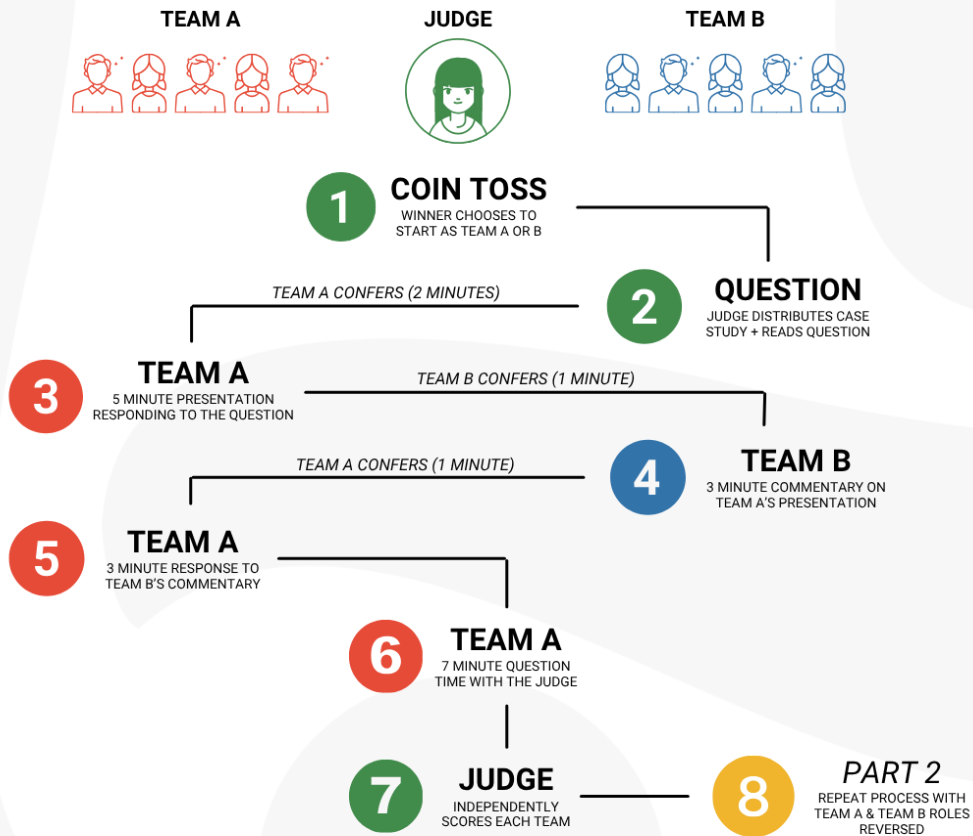 TEAM A
JUDGE
TEAM B
1
COIN TOSS
WINNER CHOOSES TO
START AS TEAM A OR B
2
QUESTION
JUDGE DISTRIBUTES CASE
STUDY + READS QUESTION
TEAM A CONFERS (2 MINUTES)
3
TEAM A
5 MINUTE PRESENTATION
RESPONDING TO THE QUESTION
TEAM B CONFERS (1 MINUTE)
4
TEAM B
3 MINUTE COMMENTARY ON
TEAM A'S PRESENTATION
TEAM A CONFERS (1 MINUTE)
5
TEAM A
3 MINUTE RESPONSE TO
TEAM B'S COMMENTARY
6
TEAM A
7 MINUTE QUESTION
TIME WITH THE JUDGE
7
JUDGE
INDEPENDENTLY
SCORES EACH TEAM
8
PART 2
REPEAT PROCESS WITH
TEAM A & TEAM B ROLES
REVERSED